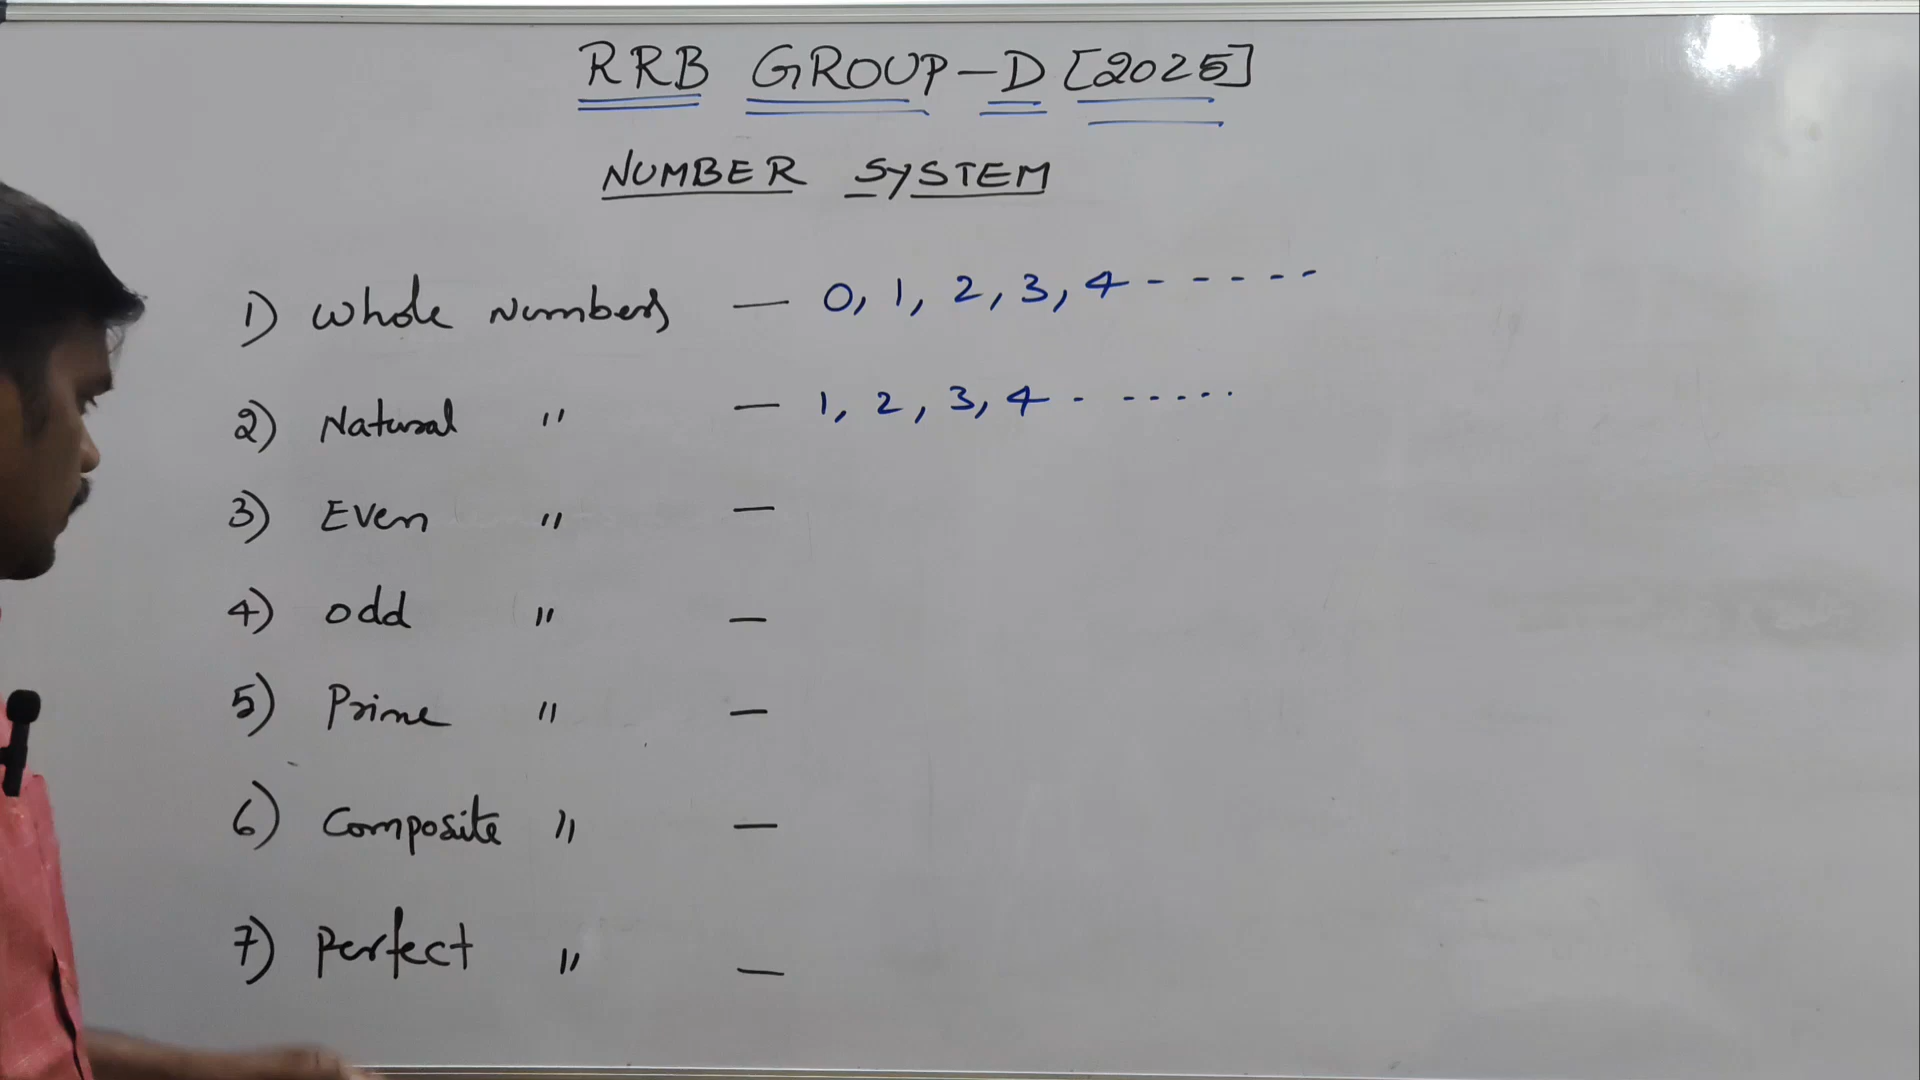 RRB GROUP-D [2025]
NUMBER SYSTEM
1) Whole Numbers — 0, 1, 2, 3, 4 - - - - -
2) Natural " — 1, 2, 3, 4 - - - - - -
3) Even " —
4) odd " —
5) Prime " —
6) Composite " —
7) Perfect " —